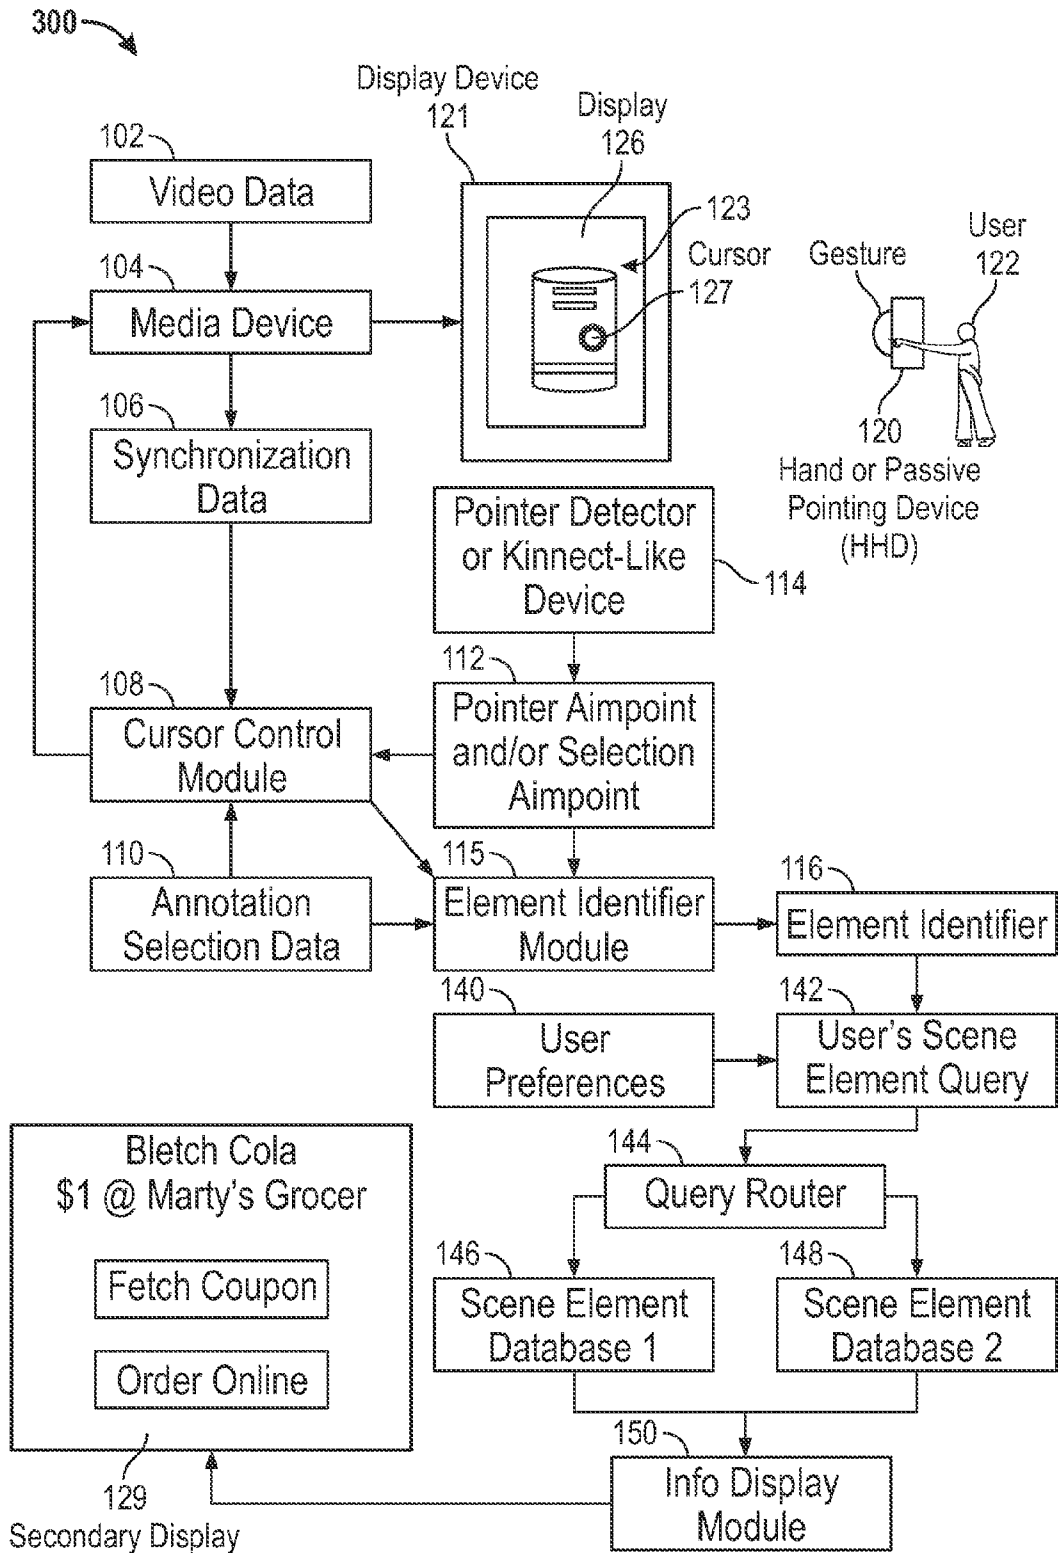 300
Display Device
121
Display
126
102
Video Data
123
Cursor
127
User
122
Gesture
104
Media Device
106
Synchronization
Data
120
Hand or Passive
Pointing Device
(HHD)
Pointer Detector
or Kinnect-Like
Device
114
112
Pointer Aimpoint
and/or Selection
Aimpoint
108
Cursor Control
Module
110
Annotation
Selection Data
115
Element Identifier
Module
116
Element Identifier
140
User
Preferences
142
User's Scene
Element Query
Bletch Cola
$1 @ Marty's Grocer
Fetch Coupon
Order Online
144
Query Router
146
Scene Element
Database 1
148
Scene Element
Database 2
150
Info Display
Module
129
Secondary Display